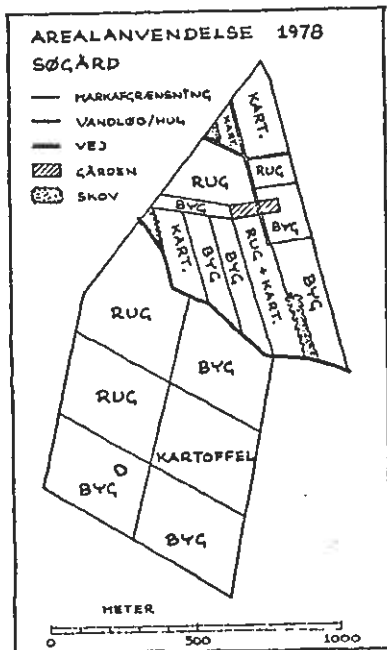 AREALANVENDELSE 1978
SØGÅRD
MARKAFGRÆNSNING
VANDLØB/HUL
VEJ
GÅRDEN
SKOV
KART.
KART.
RUG
RUG
BYG
BYG
KART.
BYG
BYG
RUG + KART.
BYG
RUG
BYG
RUG
KARTOFFEL
BYG
BYG
METER
0 500 1000